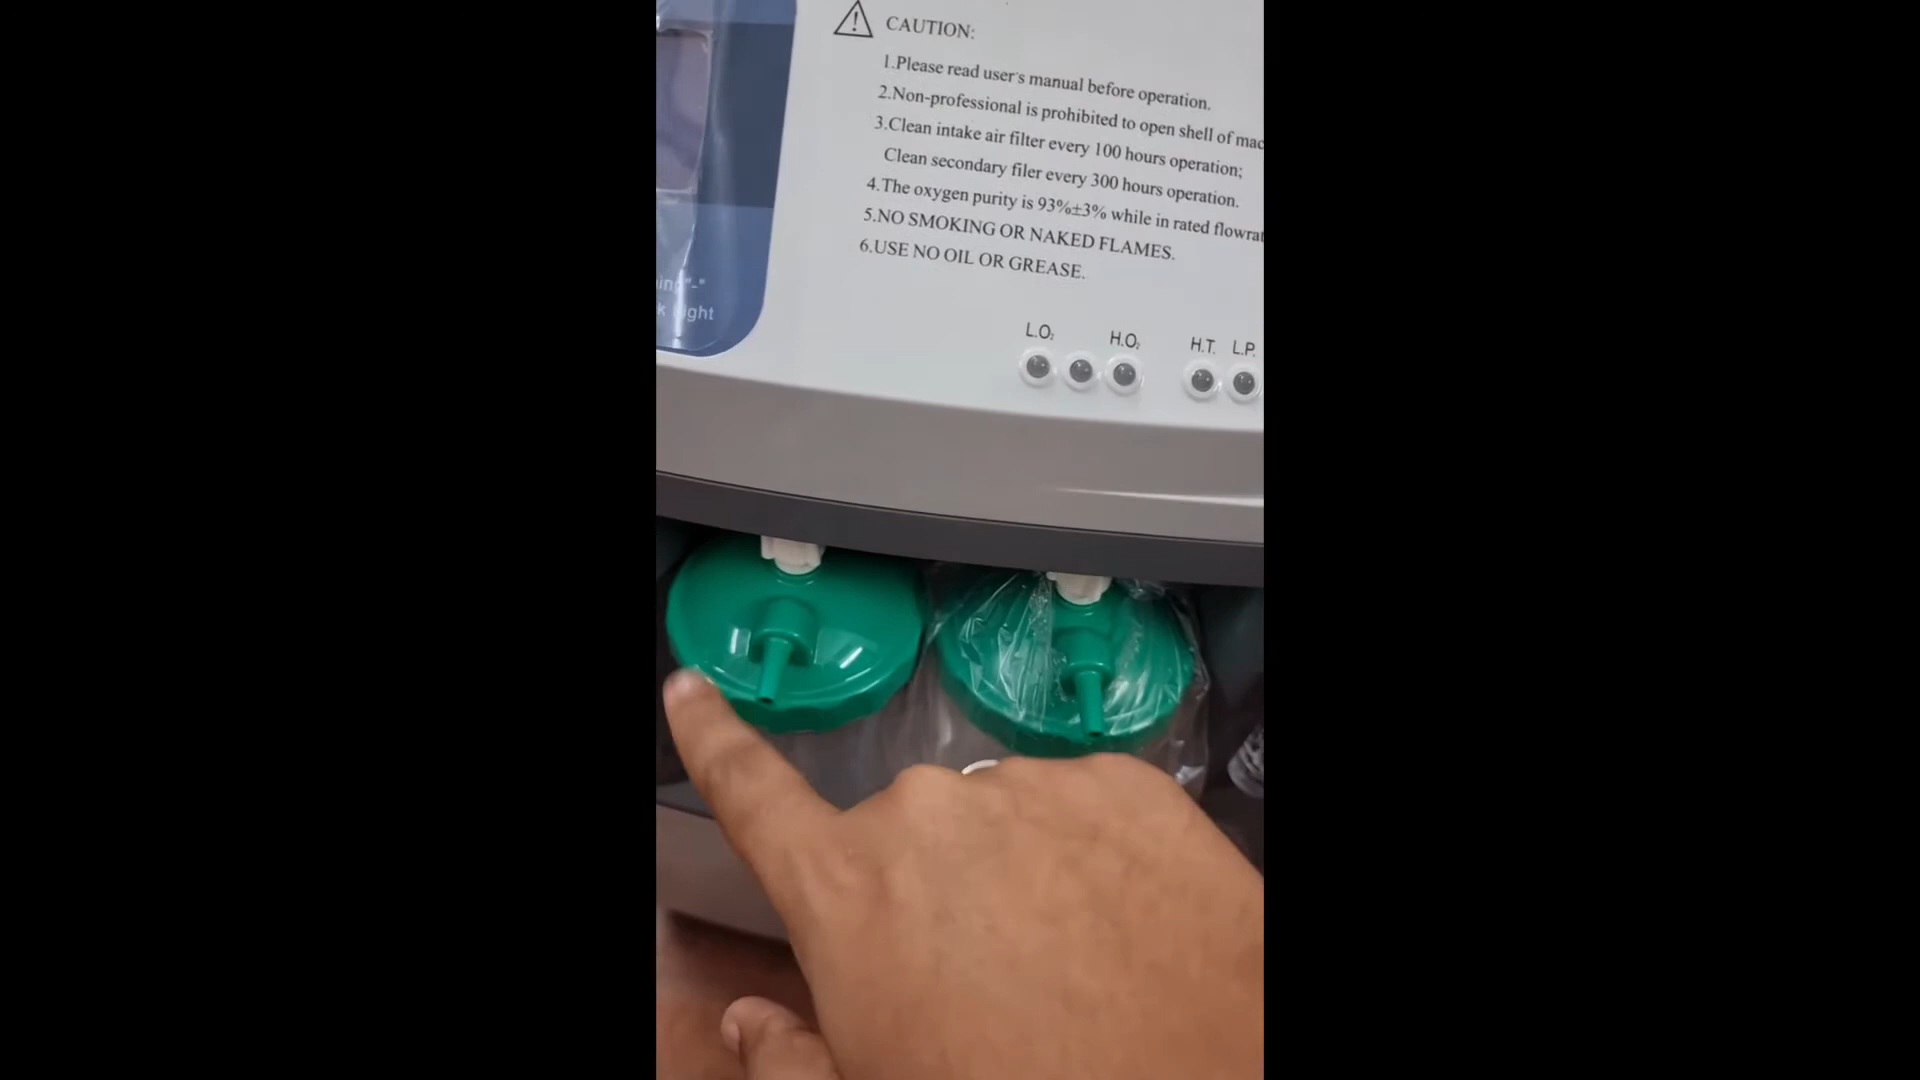 CAUTION:
1.Please read user's manual before operation.
2.Non-professional is prohibited to open shell of
3.Clean intake air filter every 100 hours operation;
Clean secondary filer every 300 hours operation.
4.The oxygen purity is 93%±3% while in rated
5.NO SMOKING OR NAKED FLAMES.
6.USE NO OIL OR GREASE.
"-"
L.O₂ H.O₂ H.T. L.P.